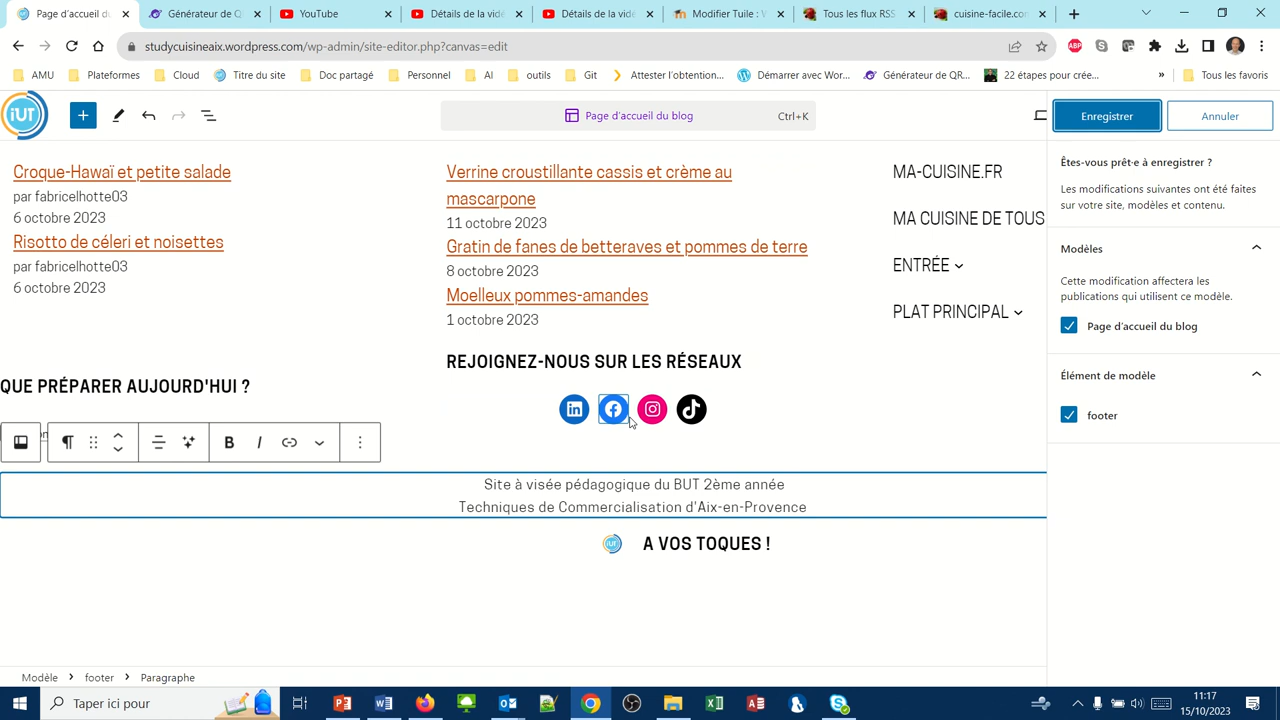 Page d'accueil du
Générateur de Q
YouTube
Détails de la vidé
Détails de la vidé
Modifier Tuile : W
Tous les flux RSS
cuisine-facile.con
studycuisineaix.wordpress.com/wp-admin/site-editor.php?canvas=edit
AMU
Plateformes
Cloud
Titre du site
Doc partagé
Personnel
AI
outils
Git
Attester l'obtention...
Démarrer avec Wor...
Générateur de QR...
22 étapes pour crée...
»
Tous les favoris
iUT
Page d'accueil du blog
Ctrl+K
Enregistrer
Annuler
Croque-Hawaï et petite salade
par fabricelhotte03
6 octobre 2023
Risotto de céleri et noisettes
par fabricelhotte03
6 octobre 2023
Verrine croustillante cassis et crème au
mascarpone
11 octobre 2023
Gratin de fanes de betteraves et pommes de terre
8 octobre 2023
Moelleux pommes-amandes
1 octobre 2023
MA-CUISINE.FR
MA CUISINE DE TOUS
ENTRÉE
PLAT PRINCIPAL
Êtes-vous prêt·e à enregistrer ?
Les modifications suivantes ont été faites
sur votre site, modèles et contenu.
Modèles
Cette modification affectera les
publications qui utilisent ce modèle.
Page d'accueil du blog
Élément de modèle
footer
REJOIGNEZ-NOUS SUR LES RÉSEAUX
QUE PRÉPARER AUJOURD'HUI ?
B I
Site à visée pédagogique du BUT 2ème année
Techniques de Commercialisation d'Aix-en-Provence
iUT
A VOS TOQUES !
Modèle > footer > Paragraphe
Taper ici pour
11:17
15/10/2023